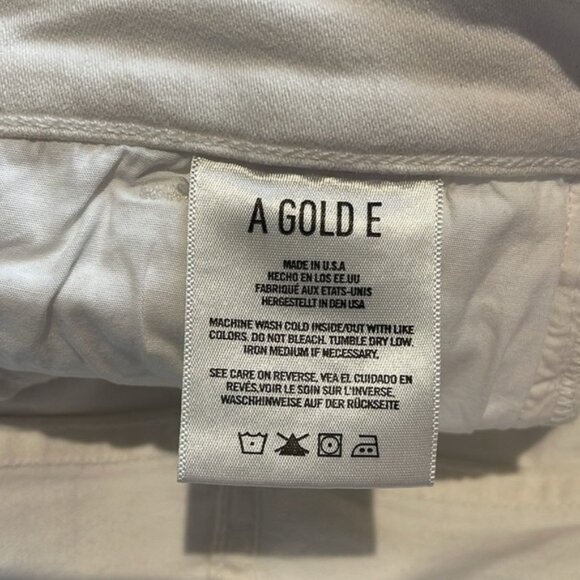 A GOLD E
MADE IN U.S.A
HECHO EN LOS EE.UU
FABRIQUÉ AUX ETATS-UNIS
HERGESTELLT IN DEN USA
MACHINE WASH COLD INSIDE/OUT WITH LIKE
COLORS. DO NOT BLEACH. TUMBLE DRY LOW.
IRON MEDIUM IF NECESSARY.
SEE CARE ON REVERSE, VEA EL CUIDADO EN
REVÉS.VOIR LE SOIN SUR L'INVERSE.
WASCHHINWEISE AUF DER RÜCKSEITE